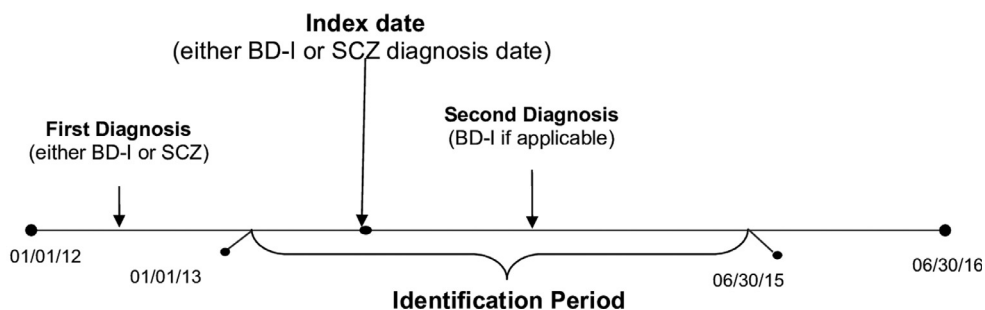 Index date
(either BD-I or SCZ diagnosis date)
Second Diagnosis
(BD-I if applicable)
First Diagnosis
(either BD-I or SCZ)
01/01/12
01/01/13
06/30/15
06/30/16
Identification Period